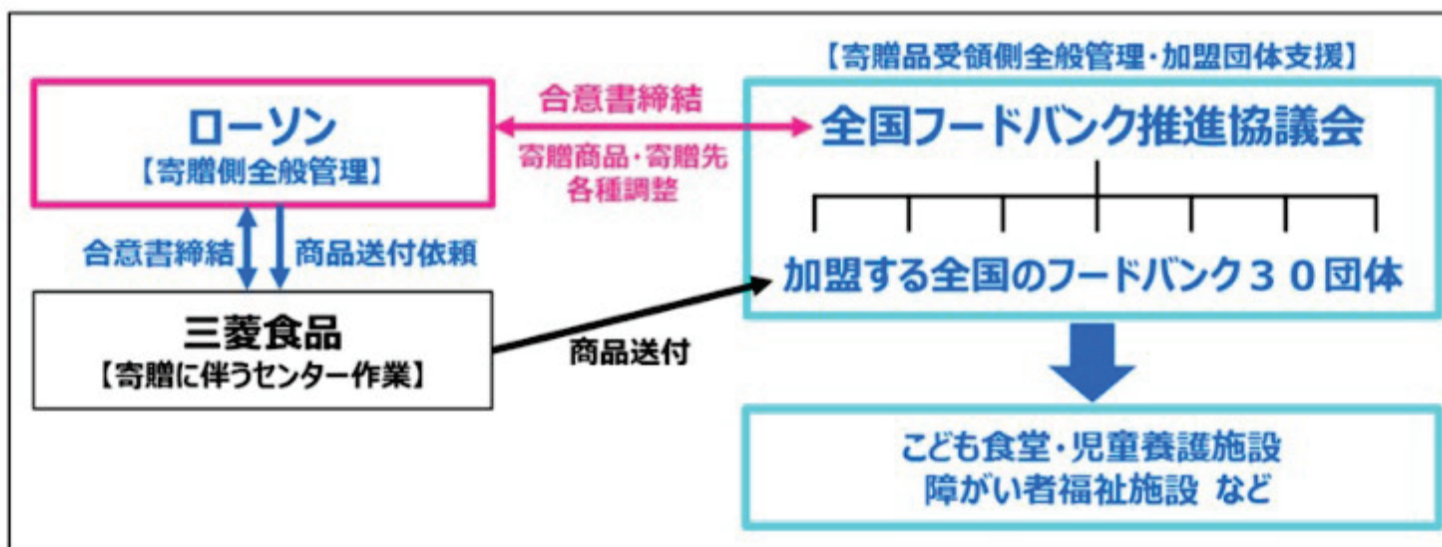 【寄贈品受領側全般管理・加盟団体支援】
ローソン
【寄贈側全般管理】
合意書締結
寄贈商品・寄贈先
各種調整
全国フードバンク推進協議会
合意書締結
商品送付依頼
加盟する全国のフードバンク３０団体
三菱食品
【寄贈に伴うセンター作業】
商品送付
こども食堂・児童養護施設
障がい者福祉施設 など